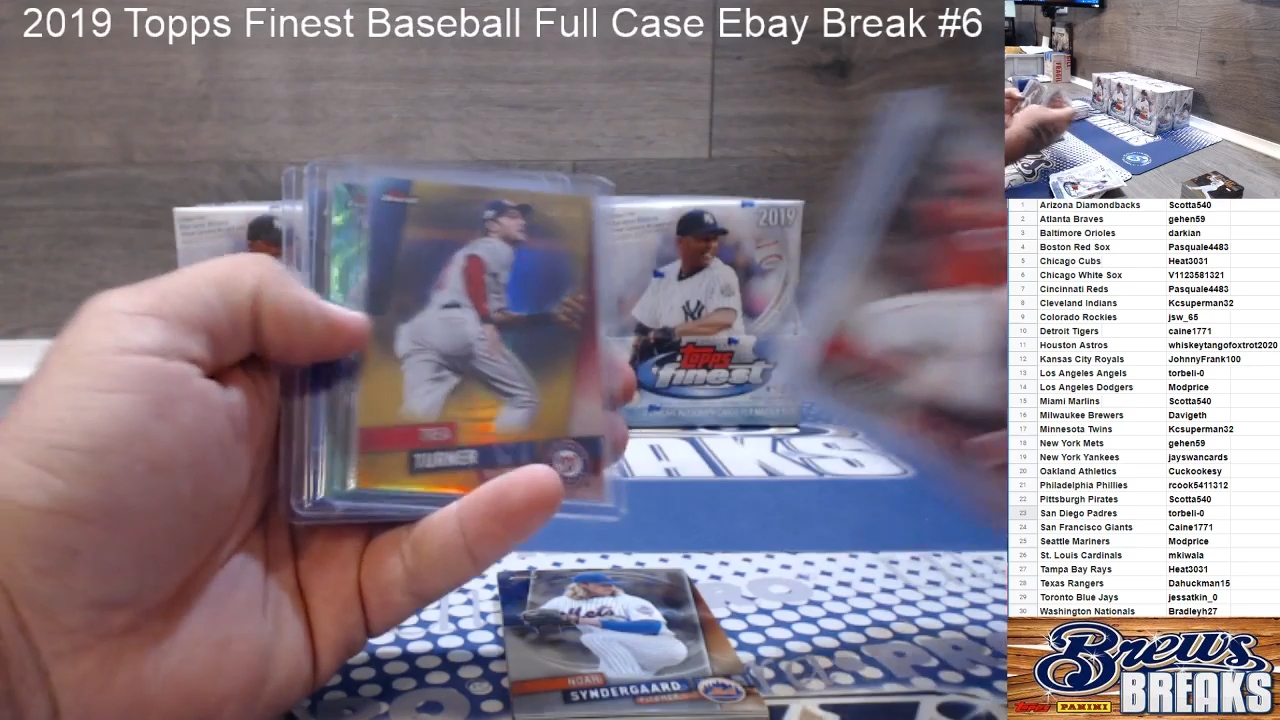 2019 Topps Finest Baseball Full Case Ebay Break #6
2019
Topps
finest
TREA
TURNER
BREAKS
Mets
NOAH
SYNDERGAARD
PITCHER
FRAGILE
1 Arizona Diamondbacks Scotta540
2 Atlanta Braves gehen59
3 Baltimore Orioles darkian
4 Boston Red Sox Pasquale4483
5 Chicago Cubs Heat3031
6 Chicago White Sox V1123581321
7 Cincinnati Reds Pasquale4483
8 Cleveland Indians Kcsuperman32
9 Colorado Rockies jsw_65
10 Detroit Tigers caine1771
11 Houston Astros whiskeytangofoxtrot2020
12 Kansas City Royals JohnnyFrank100
13 Los Angeles Angels torbeli-0
14 Los Angeles Dodgers Modprice
15 Miami Marlins Scotta540
16 Milwaukee Brewers Davigeth
17 Minnesota Twins Kcsuperman32
18 New York Mets gehen59
19 New York Yankees jayswancards
20 Oakland Athletics Cuckookesy
21 Philadelphia Phillies rcook5411312
22 Pittsburgh Pirates Scotta540
23 San Diego Padres torbeli-0
24 San Francisco Giants Caine1771
25 Seattle Mariners Modprice
26 St. Louis Cardinals mkiwala
27 Tampa Bay Rays Heat3031
28 Texas Rangers Dahuckman15
29 Toronto Blue Jays jessatkin_0
30 Washington Nationals Bradleyh27
Brews
BREAKS
Topps PANINI